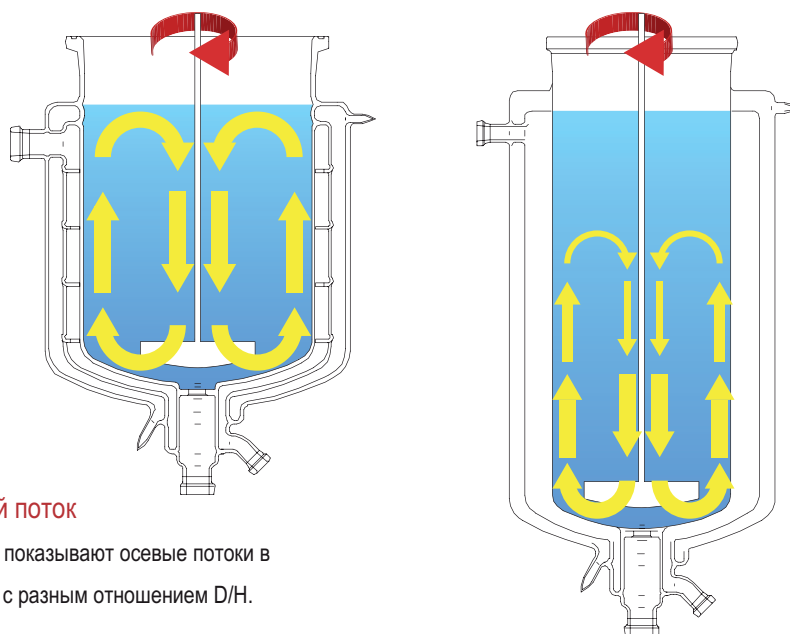 й поток
показывают осевые потоки в
с разным отношением D/H.